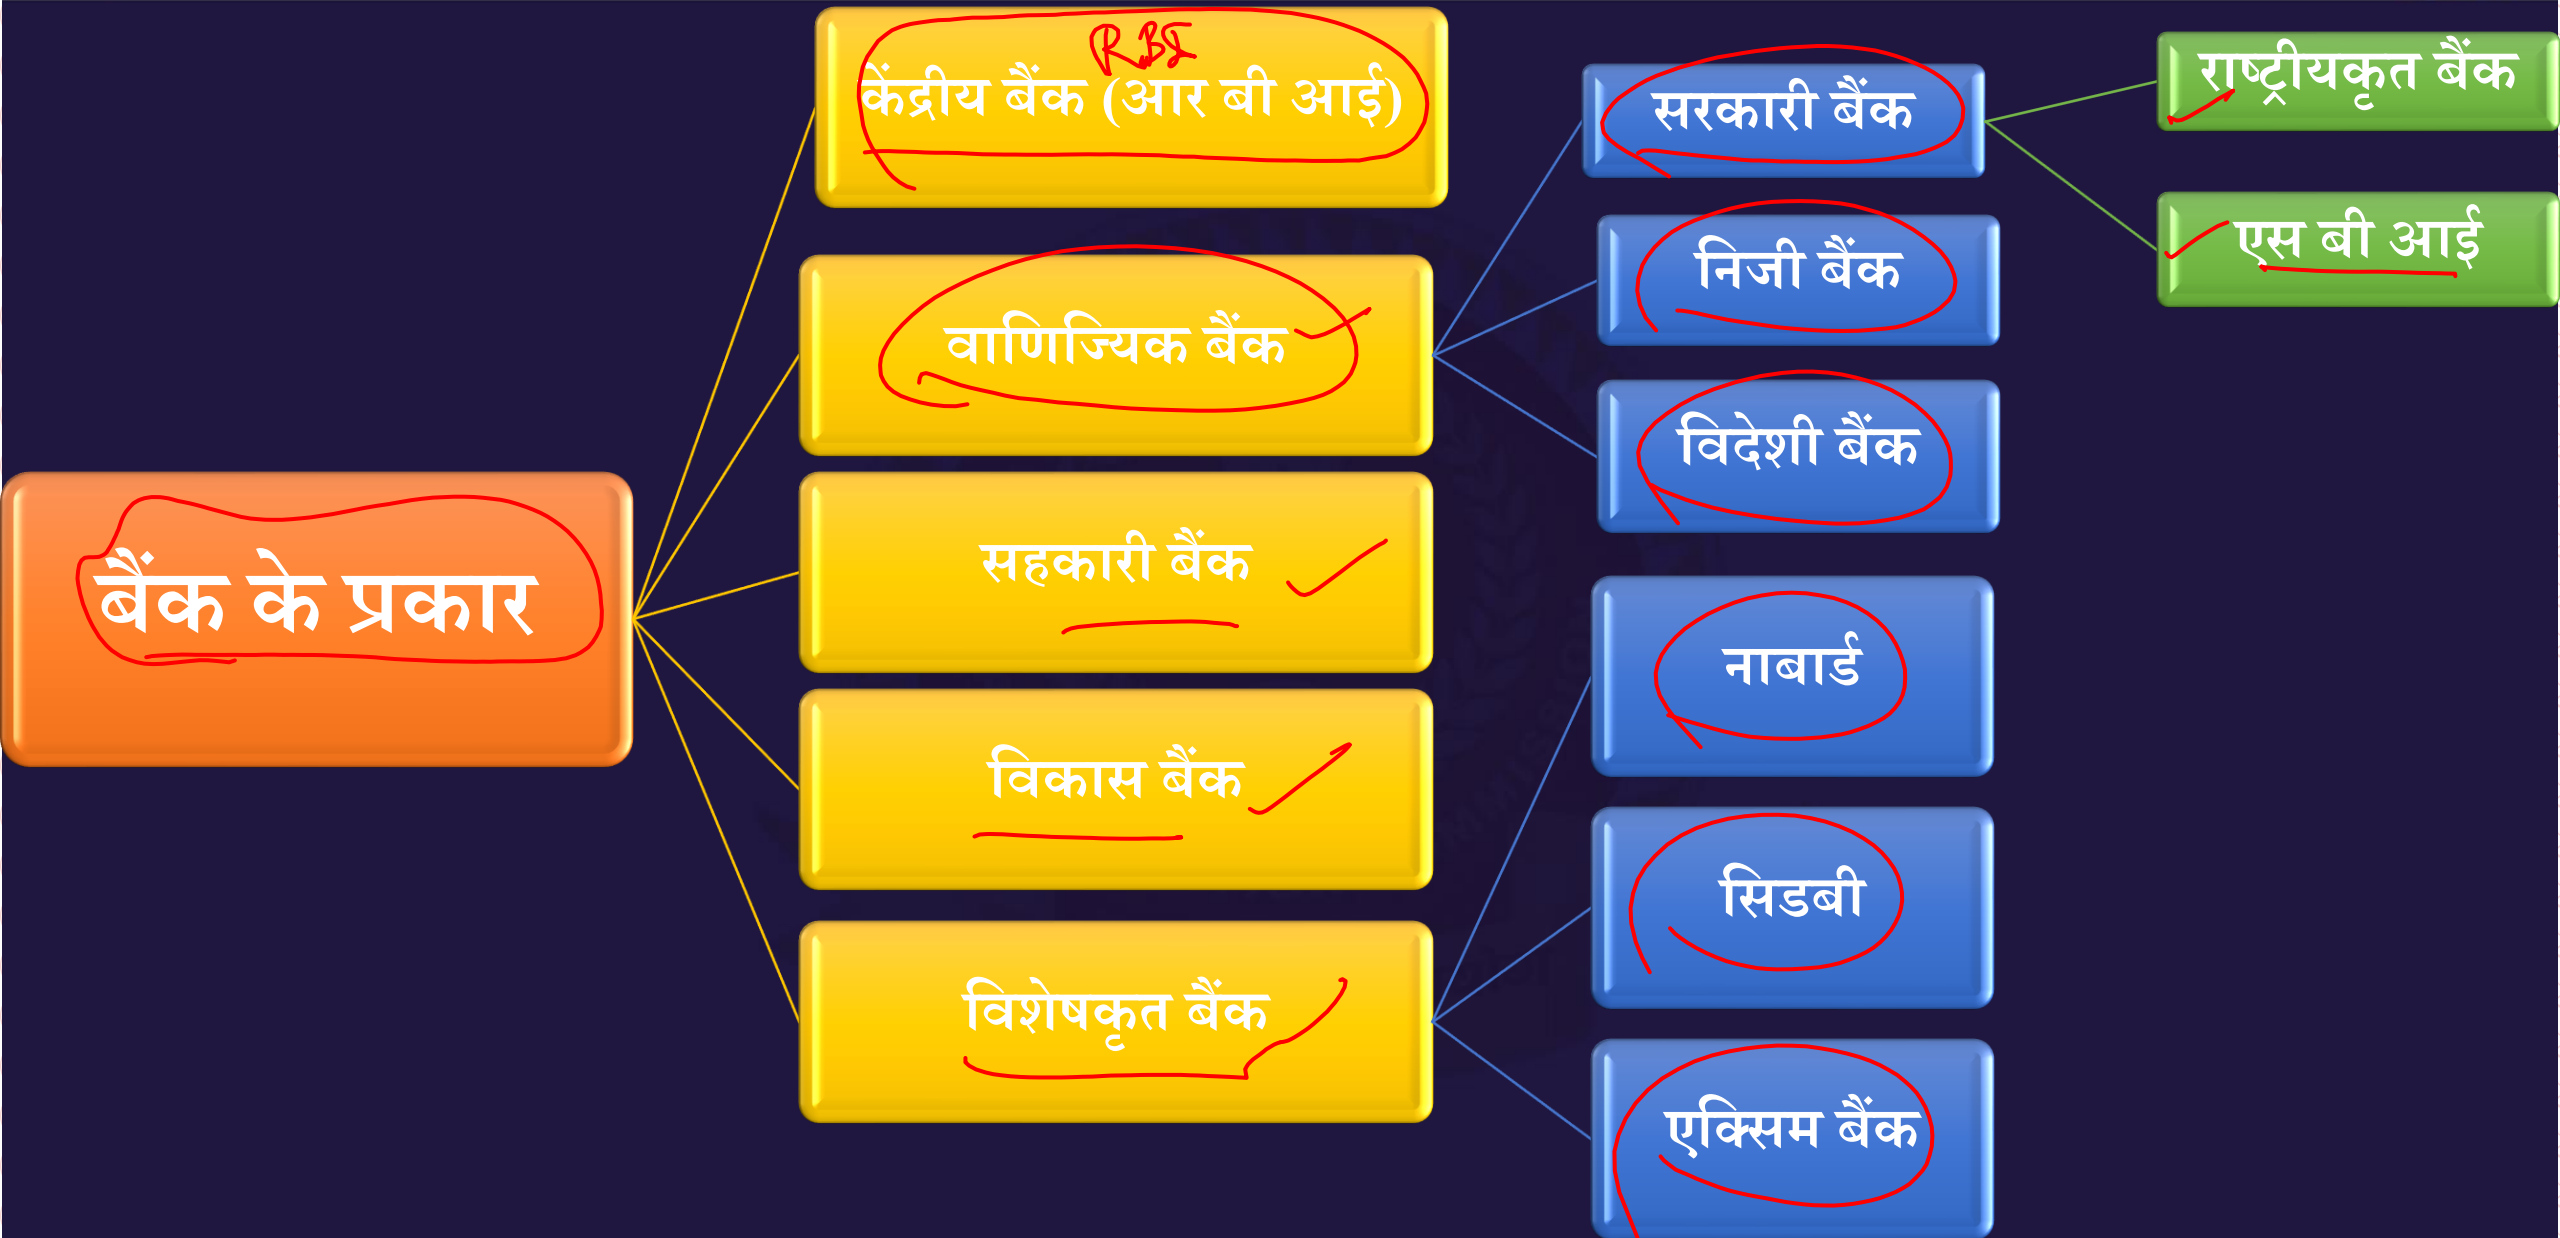 RBI
केंद्रीय बैंक (आर बी आई)
सरकारी बैंक
राष्ट्रीयकृत बैंक
एस बी आई
निजी बैंक
वाणिज्यिक बैंक
विदेशी बैंक
बैंक के प्रकार
सहकारी बैंक
नाबार्ड
विकास बैंक
सिडबी
विशेषकृत बैंक
एक्सिम बैंक